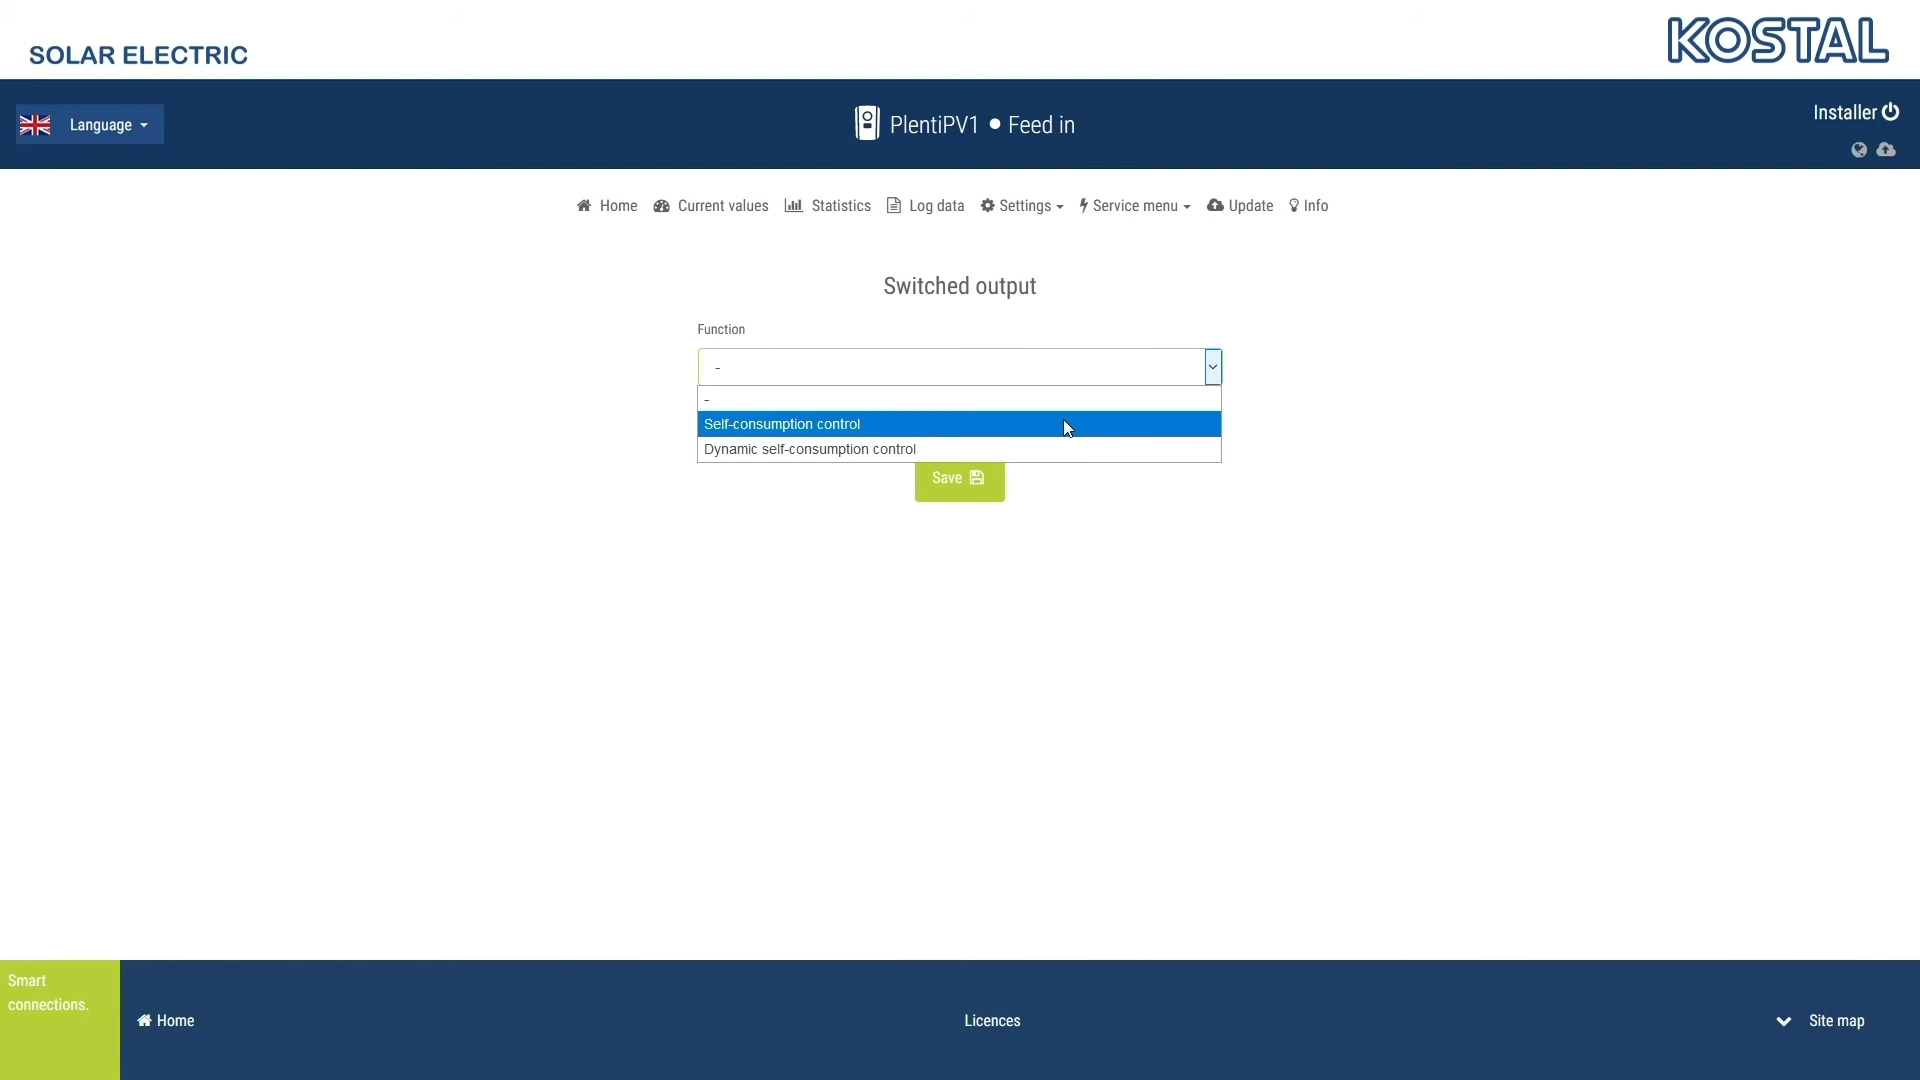 SOLAR ELECTRIC
KOSTAL
Language
PlentiPV1 ● Feed in
Installer
Home Current values Statistics Log data Settings Service menu Update Info
Switched output
Function
-
-
Self-consumption control
Dynamic self-consumption control
Save
Smart
connections.
Home
Licences
Site map